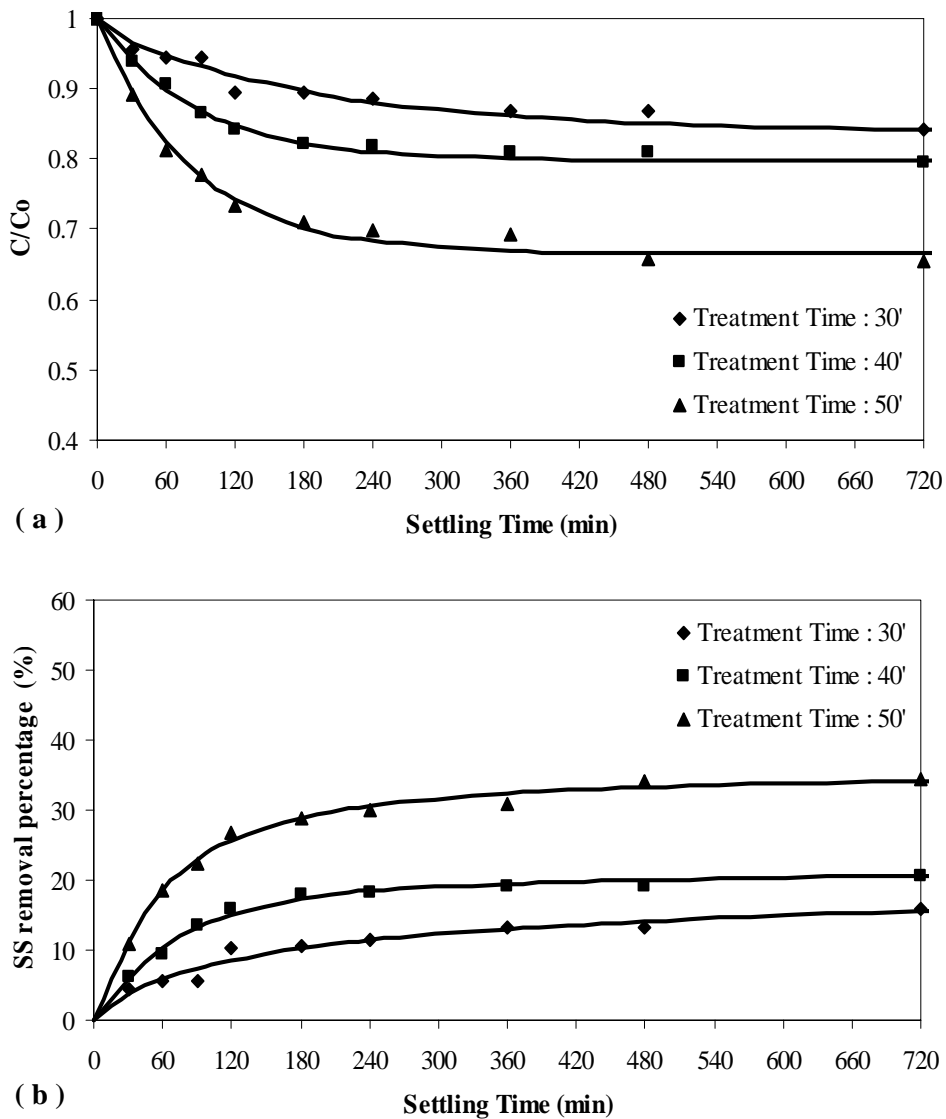 1
0.9
0.8
0.7
0.6
0.5
0.4
C/Co
Treatment Time : 30'
Treatment Time : 40'
Treatment Time : 50'
0 60 120 180 240 300 360 420 480 540 600 660 720
( a )
Settling Time (min)
60
50
40
30
20
10
0
SS removal percentage (%)
Treatment Time : 30'
Treatment Time : 40'
Treatment Time : 50'
0 60 120 180 240 300 360 420 480 540 600 660 720
( b )
Settling Time (min)